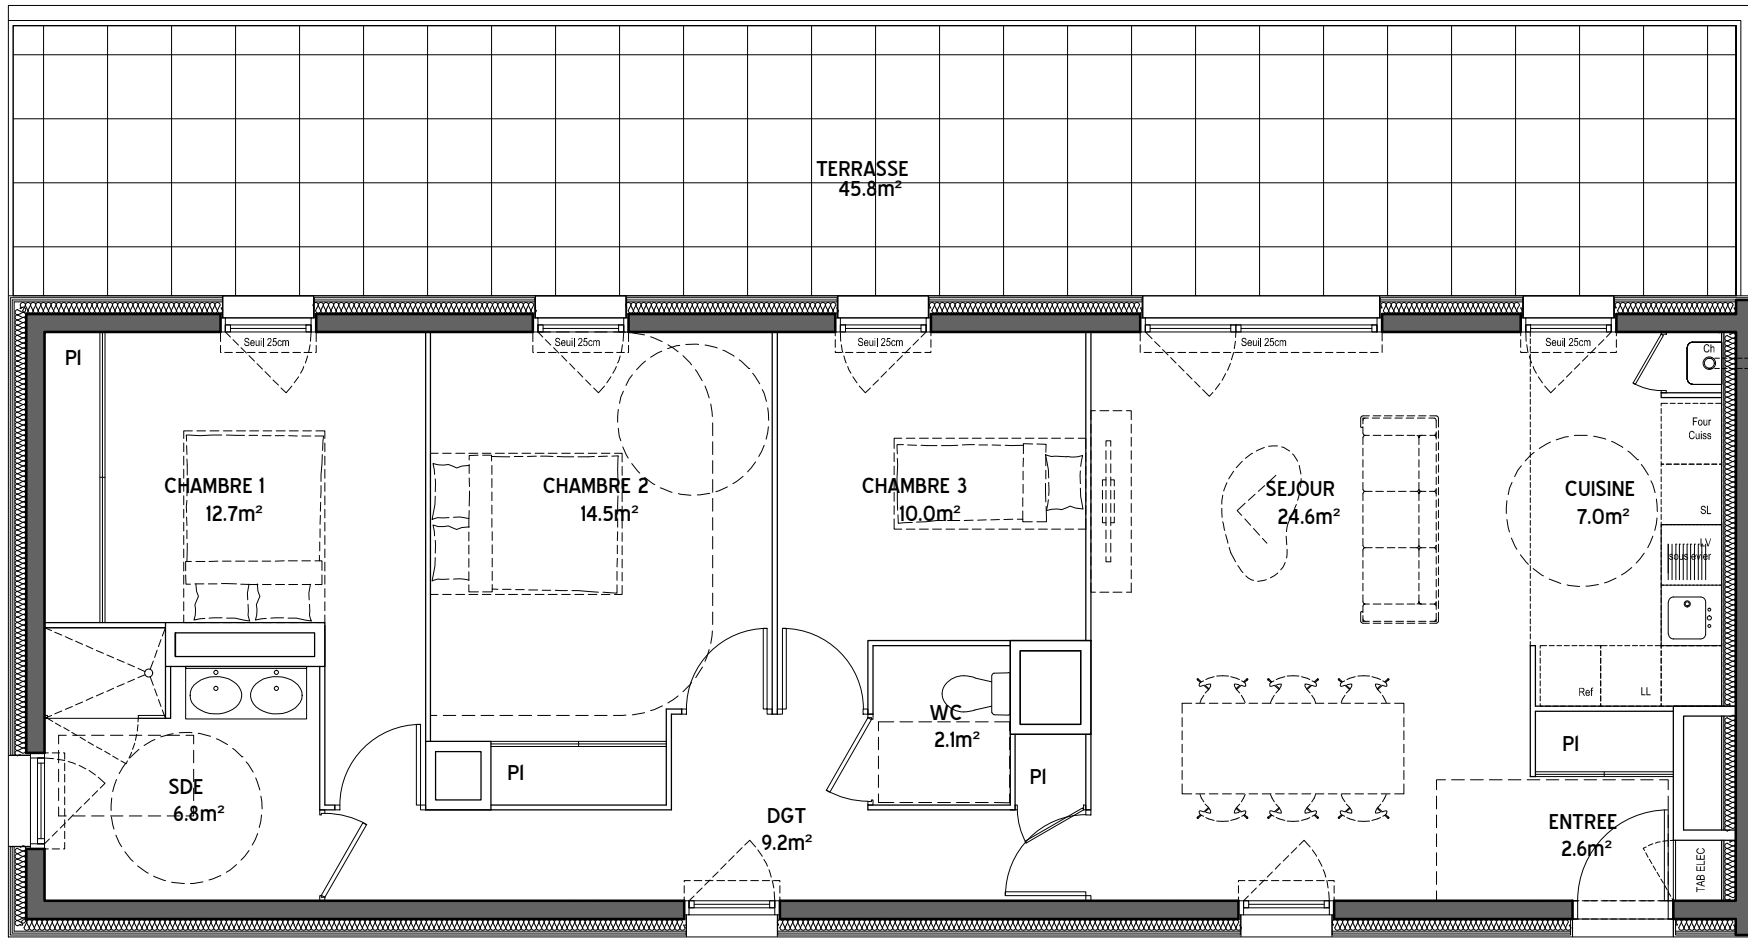 TERRASSE
45.8m²
Seuil 25cm
Seuil 25cm
Seuil 25cm
Seuil 25cm
Seuil 25cm
PI
Ch
Four
Cuiss
CHAMBRE 1
12.7m²
CHAMBRE 2
14.5m²
CHAMBRE 3
10.0m²
SEJOUR
24.6m²
CUISINE
7.0m²
SL
LV
sous evier
Ref
LL
WC
2.1m²
PI
PI
PI
SDE
6.8m²
DGT
9.2m²
ENTREE
2.6m²
TAB ELEC